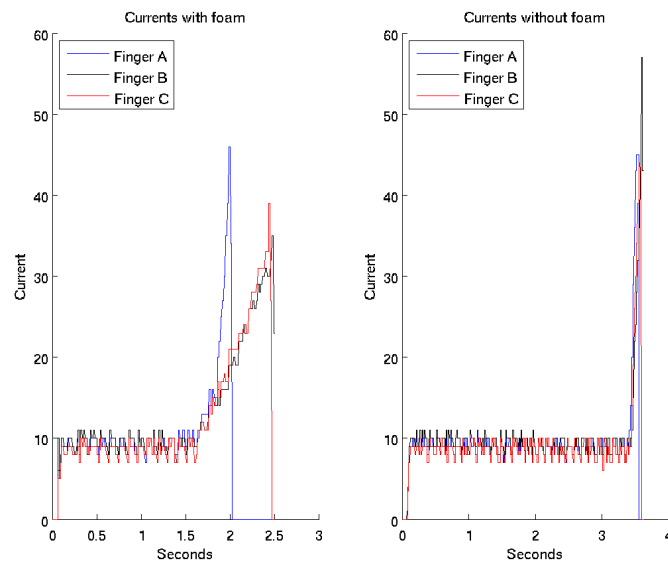 Currents with foam
Currents without foam
60
50
40
30
20
10
0
Finger A
Finger B
Finger C
Current
0
0.5
1
1.5
2
2.5
3
Seconds
60
50
40
30
20
10
0
Finger A
Finger B
Finger C
Current
0
1
2
3
4
Seconds